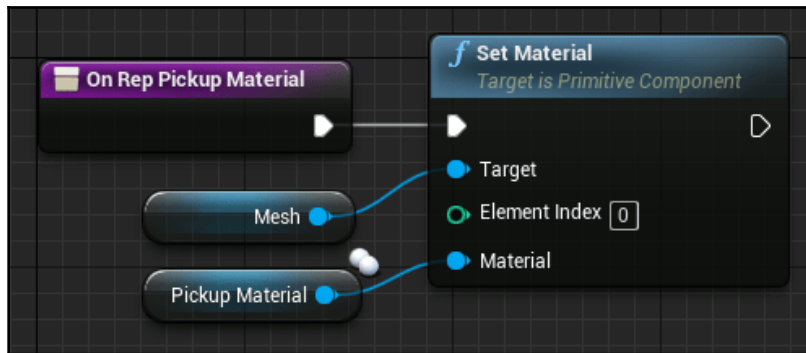 On Rep Pickup Material
f Set Material
Target is Primitive Component
Target
Mesh
Element Index 0
Material
Pickup Material